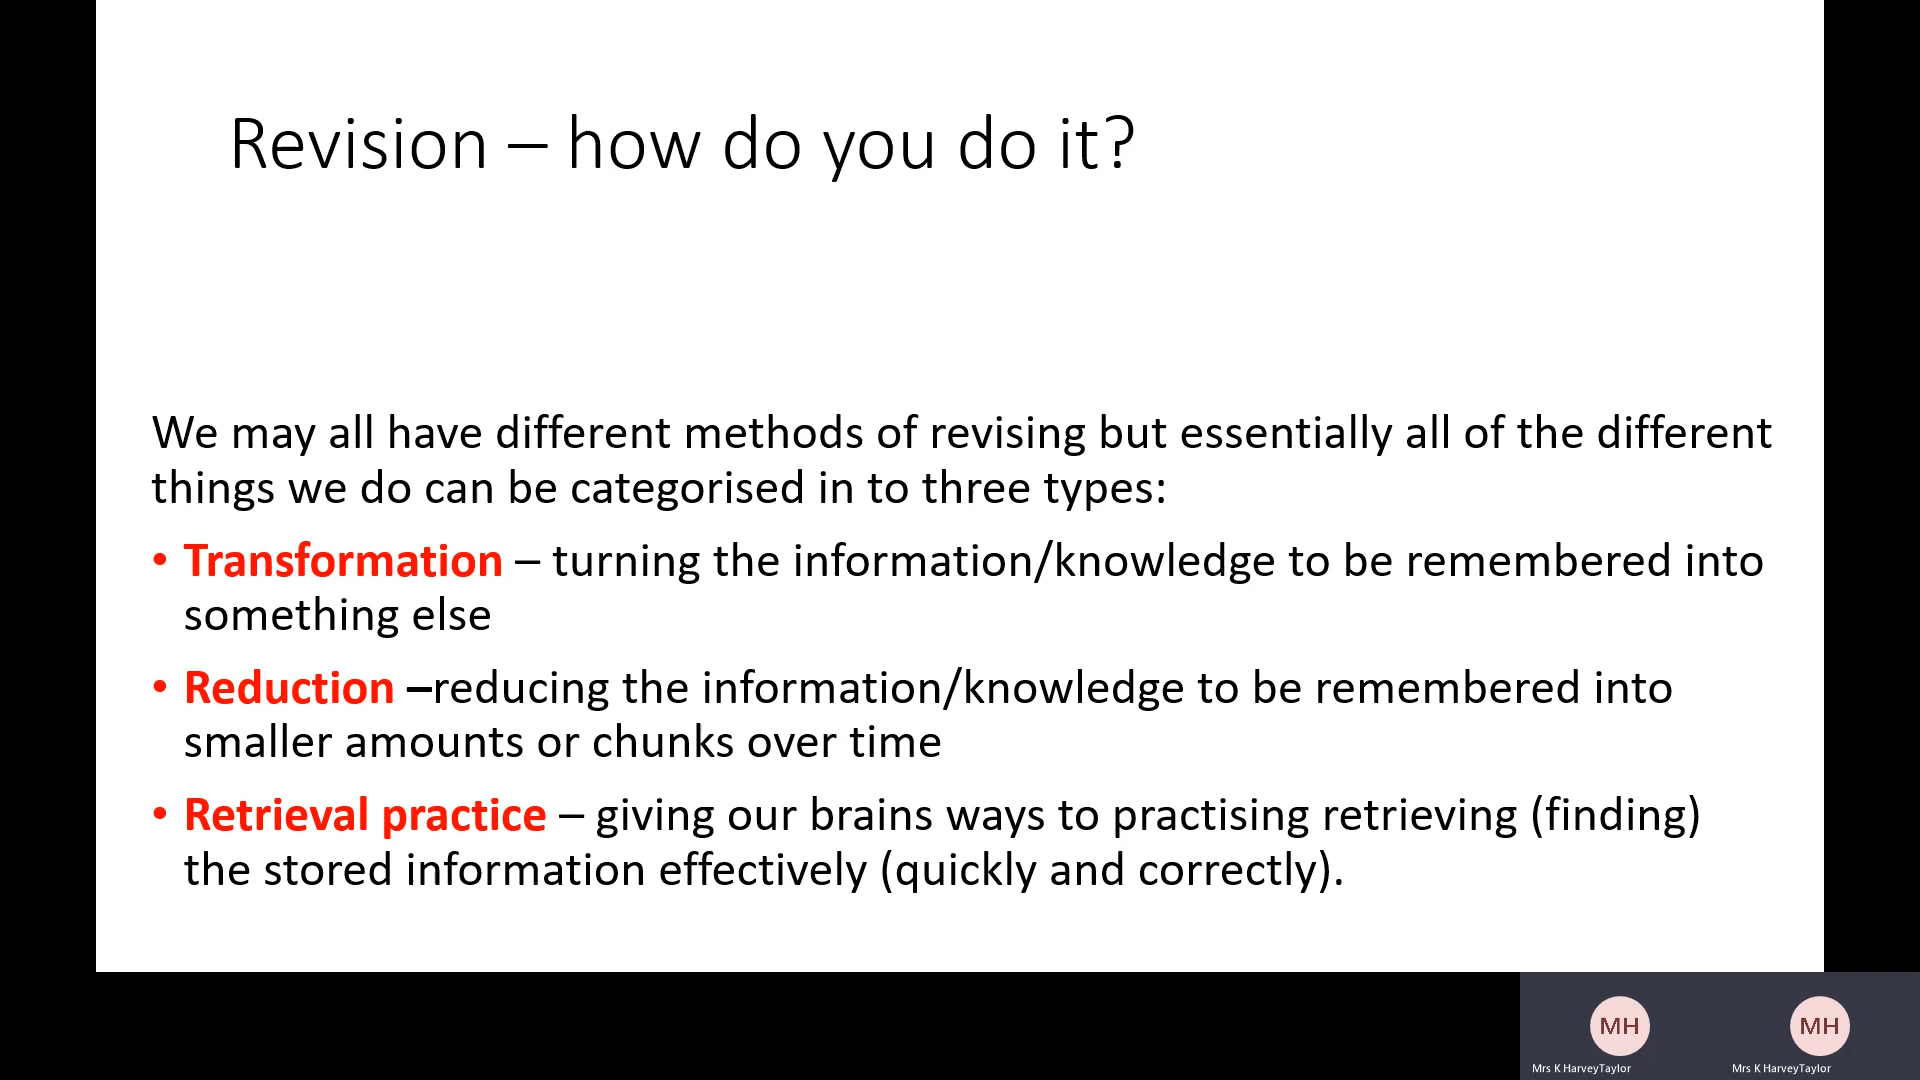 Revision – how do you do it?
We may all have different methods of revising but essentially all of the different
things we do can be categorised in to three types:
• Transformation – turning the information/knowledge to be remembered into
something else
• Reduction –reducing the information/knowledge to be remembered into
smaller amounts or chunks over time
• Retrieval practice – giving our brains ways to practising retrieving (finding)
the stored information effectively (quickly and correctly).
MH MH
Mrs K HarveyTaylor Mrs K HarveyTaylor